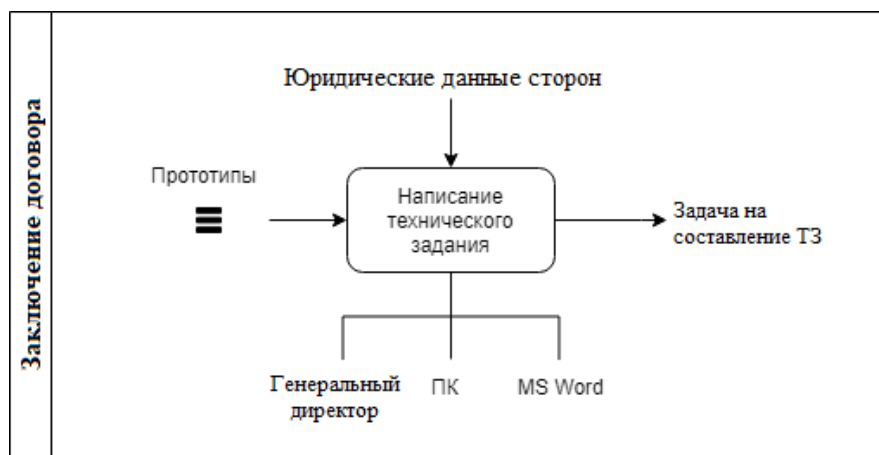 Заключение договора
Юридические данные сторон
Прототипы
Написание
технического
задания
Задача на
составление ТЗ
Генеральный
директор
ПК
MS Word